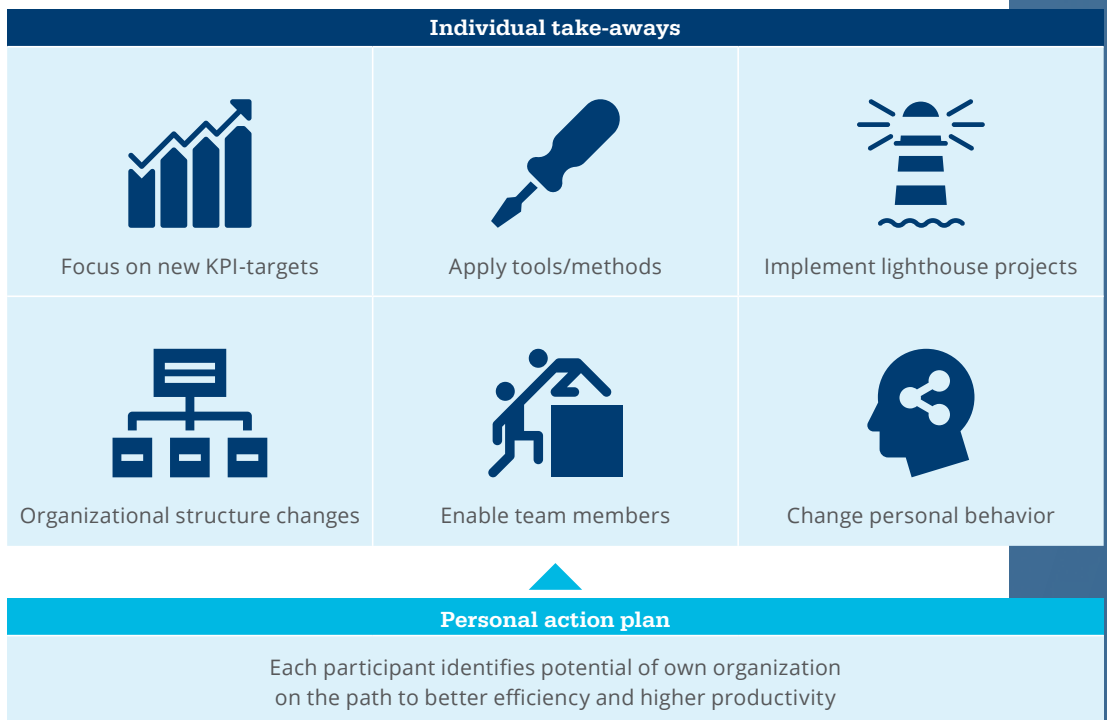 Individual take-aways
Focus on new KPI-targets
Apply tools/methods
Implement lighthouse projects
Organizational structure changes
Enable team members
Change personal behavior
Personal action plan
Each participant identifies potential of own organization
on the path to better efficiency and higher productivity